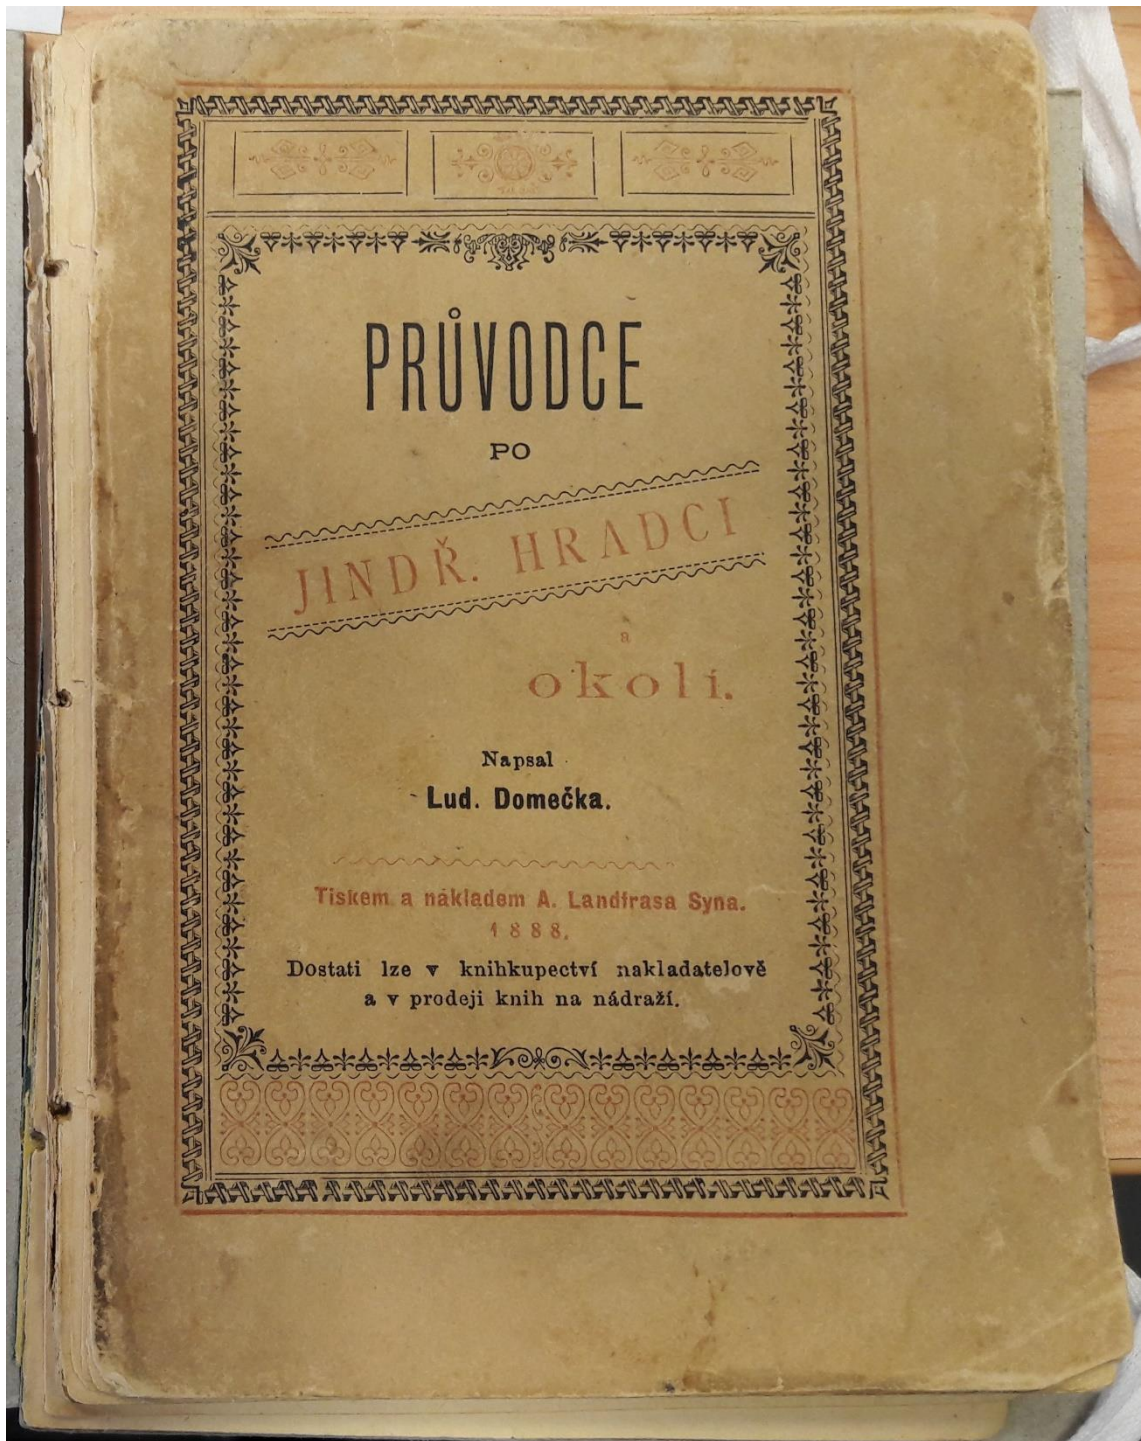 PRŮVODCE
PO
JINDŘ. HRADCI
a
okolí.
Napsal
Lud. Domečka.
Tiskem a nákladem A. Landfrasa Syna.
1888.
Dostati lze v knihkupectví nakladatelově
a v prodeji knih na nádraží.